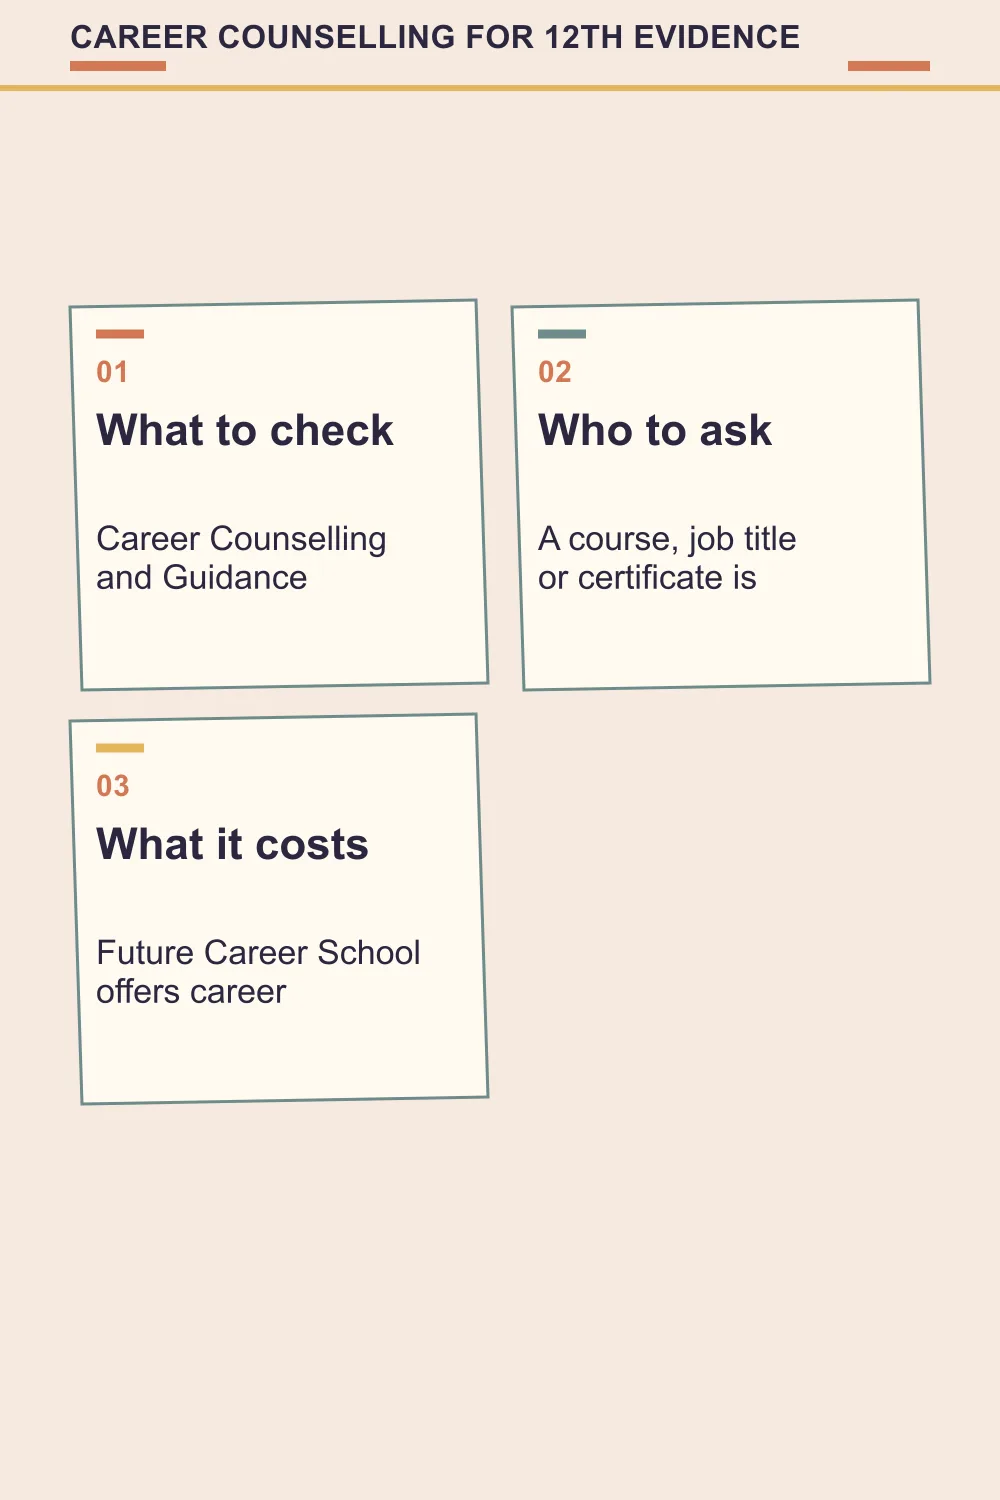 CAREER COUNSELLING FOR 12TH EVIDENCE
01
What to check
Career Counselling
and Guidance
02
Who to ask
A course, job title
or certificate is
03
What it costs
Future Career School
offers career